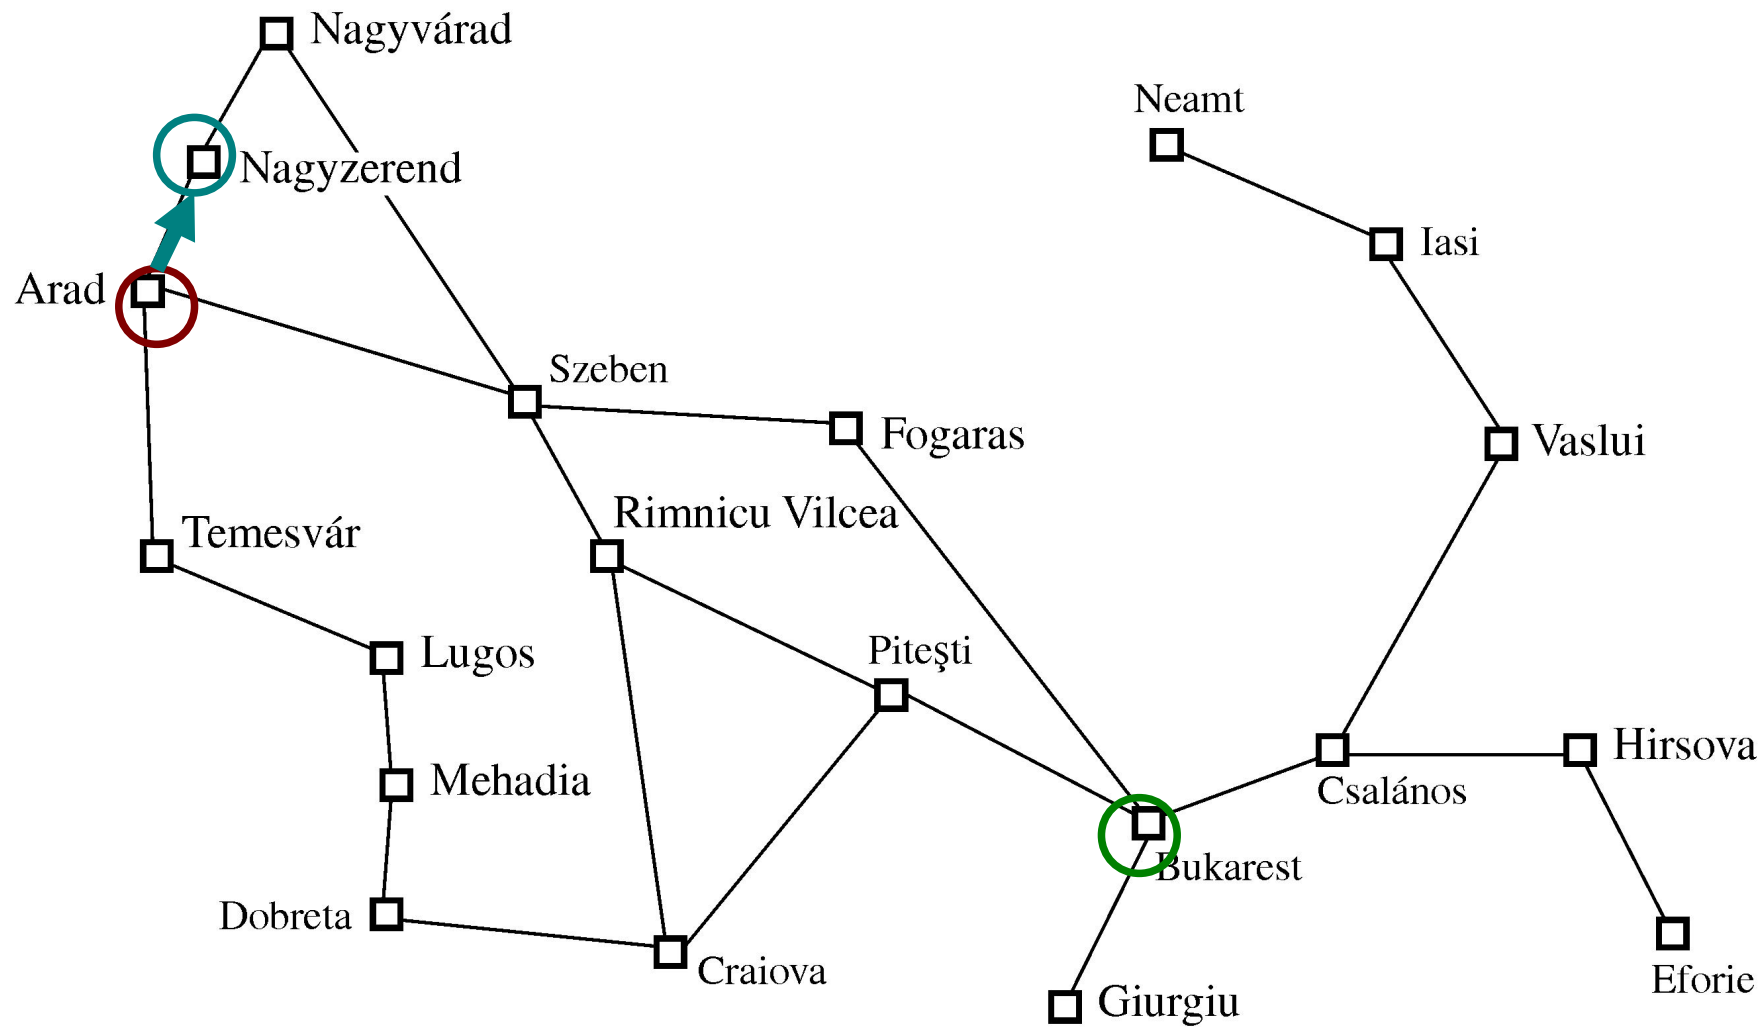 Nagyvárad
Neamt
Nagyzerend
Iasi
Arad
Szeben
Fogaras
Vaslui
Rimnicu Vilcea
Temesvár
Lugos
Piteşti
Hirsova
Mehadia
Csalános
Bukarest
Dobreta
Craiova
Eforie
Giurgiu